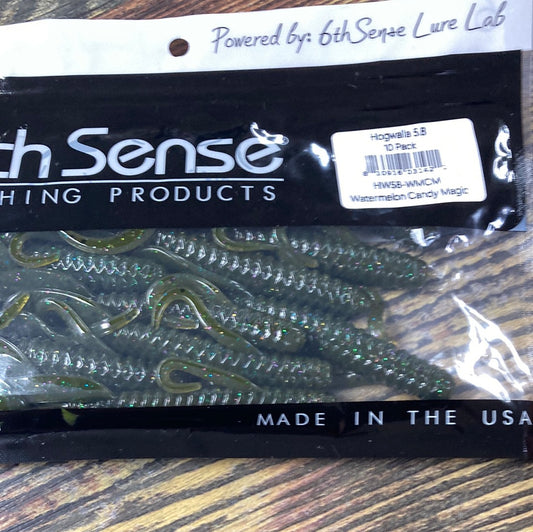 Powered by: 6thSense Lure Lab
th Sense
HING PRODUCTS
Hogwalla 5.8
10 Pack
HW58-WMCM
Watermelon Candy Magic
MADE IN THE USA